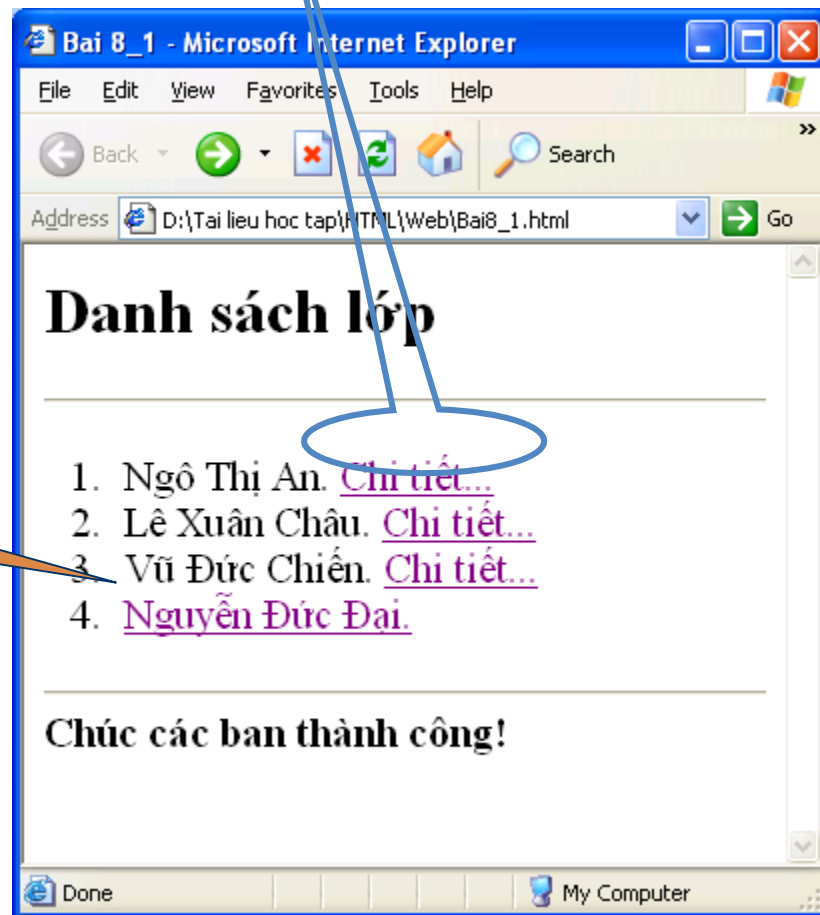 Bai 8_1 - Microsoft Internet Explorer
File Edit View Favorites Tools Help
Back Search »
Address D:\Tai lieu hoc tap\HTML\Web\Bai8_1.html Go
Danh sách lớp
1. Ngô Thị An. Chi tiết...
2. Lê Xuân Châu. Chi tiết...
3. Vũ Đức Chiến. Chi tiết...
4. Nguyễn Đức Đại.
Chúc các ban thành công!
Done My Computer